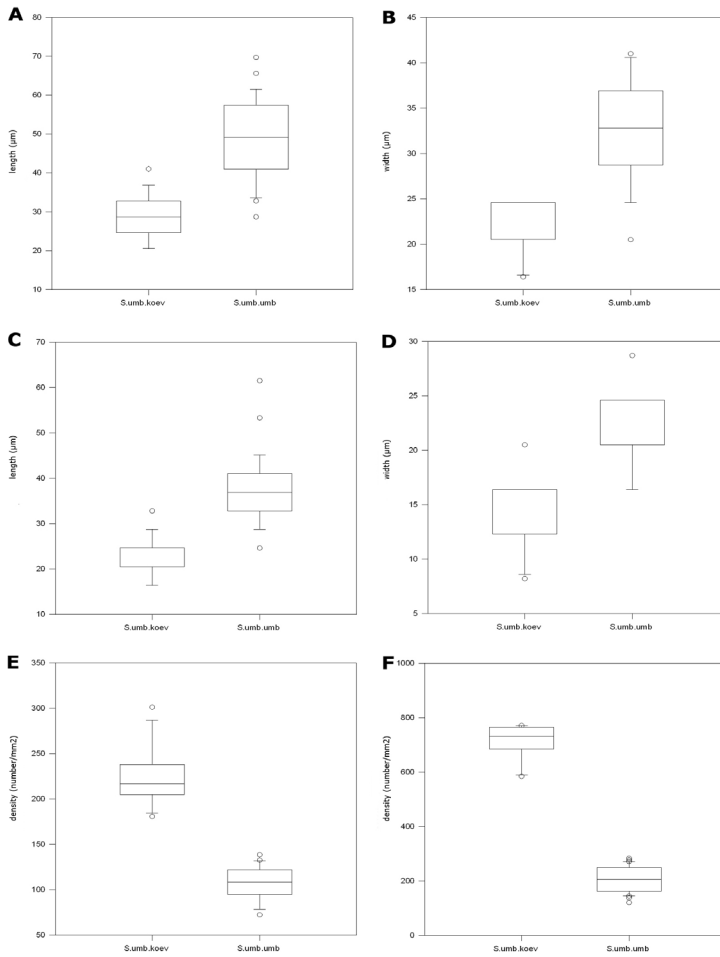 A
80
70
60
50
40
30
20
10
length (µm)
S.umb.koev
S.umb.umb
B
45
40
35
30
25
20
15
width (µm)
S.umb.koev
S.umb.umb
C
70
60
50
40
30
20
10
length (µm)
S.umb.koev
S.umb.umb
D
30
25
20
15
10
5
width (µm)
S.umb.koev
S.umb.umb
E
350
300
250
200
150
100
50
density (number/mm2)
S.umb.koev
S.umb.umb
F
1000
800
600
400
200
0
density (number/mm2)
S.umb.koev
S.umb.umb